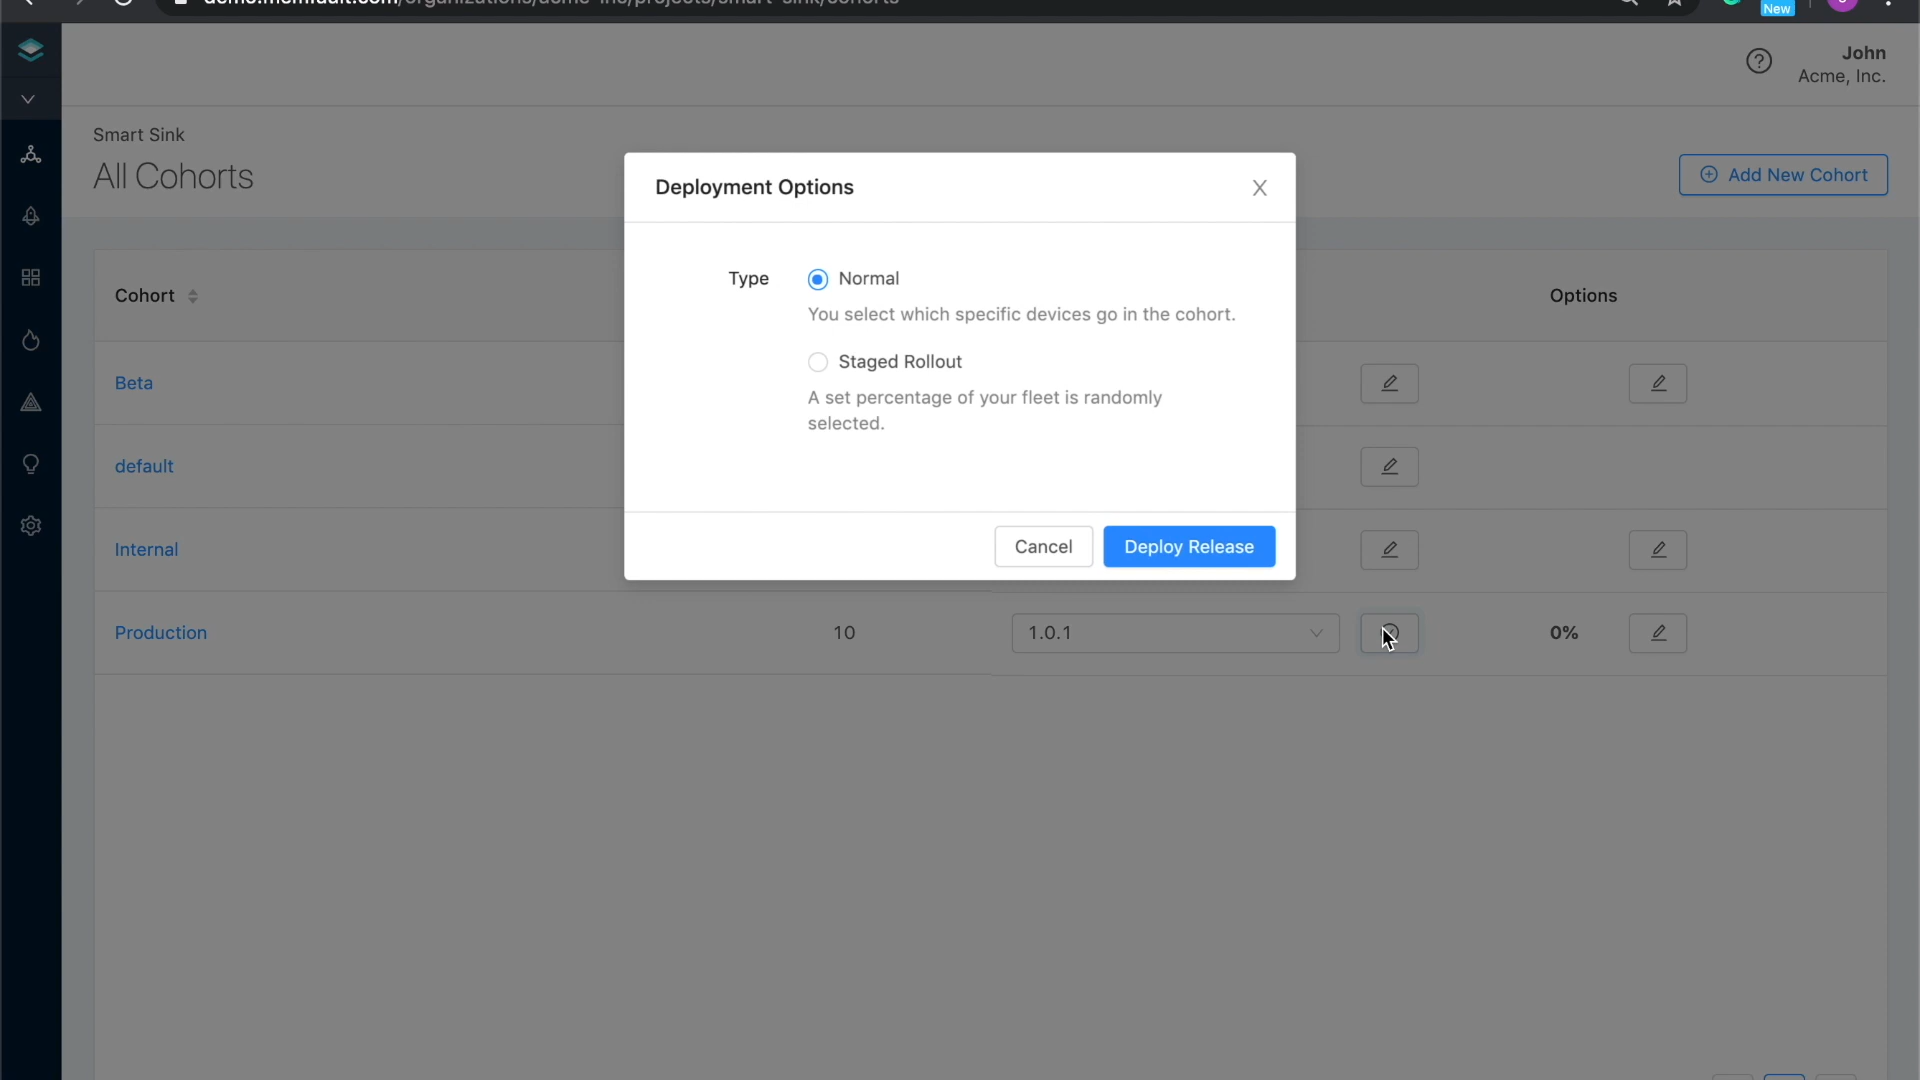 demo.memfault.com/organizations/acme-inc/projects/smart-sink/cohorts
New
John
Acme, Inc.
Smart Sink
All Cohorts
Add New Cohort
Deployment Options
Type
Normal
You select which specific devices go in the cohort.
Staged Rollout
A set percentage of your fleet is randomly
selected.
Cancel
Deploy Release
Cohort
Options
Beta
default
Internal
Production
10
1.0.1
0%